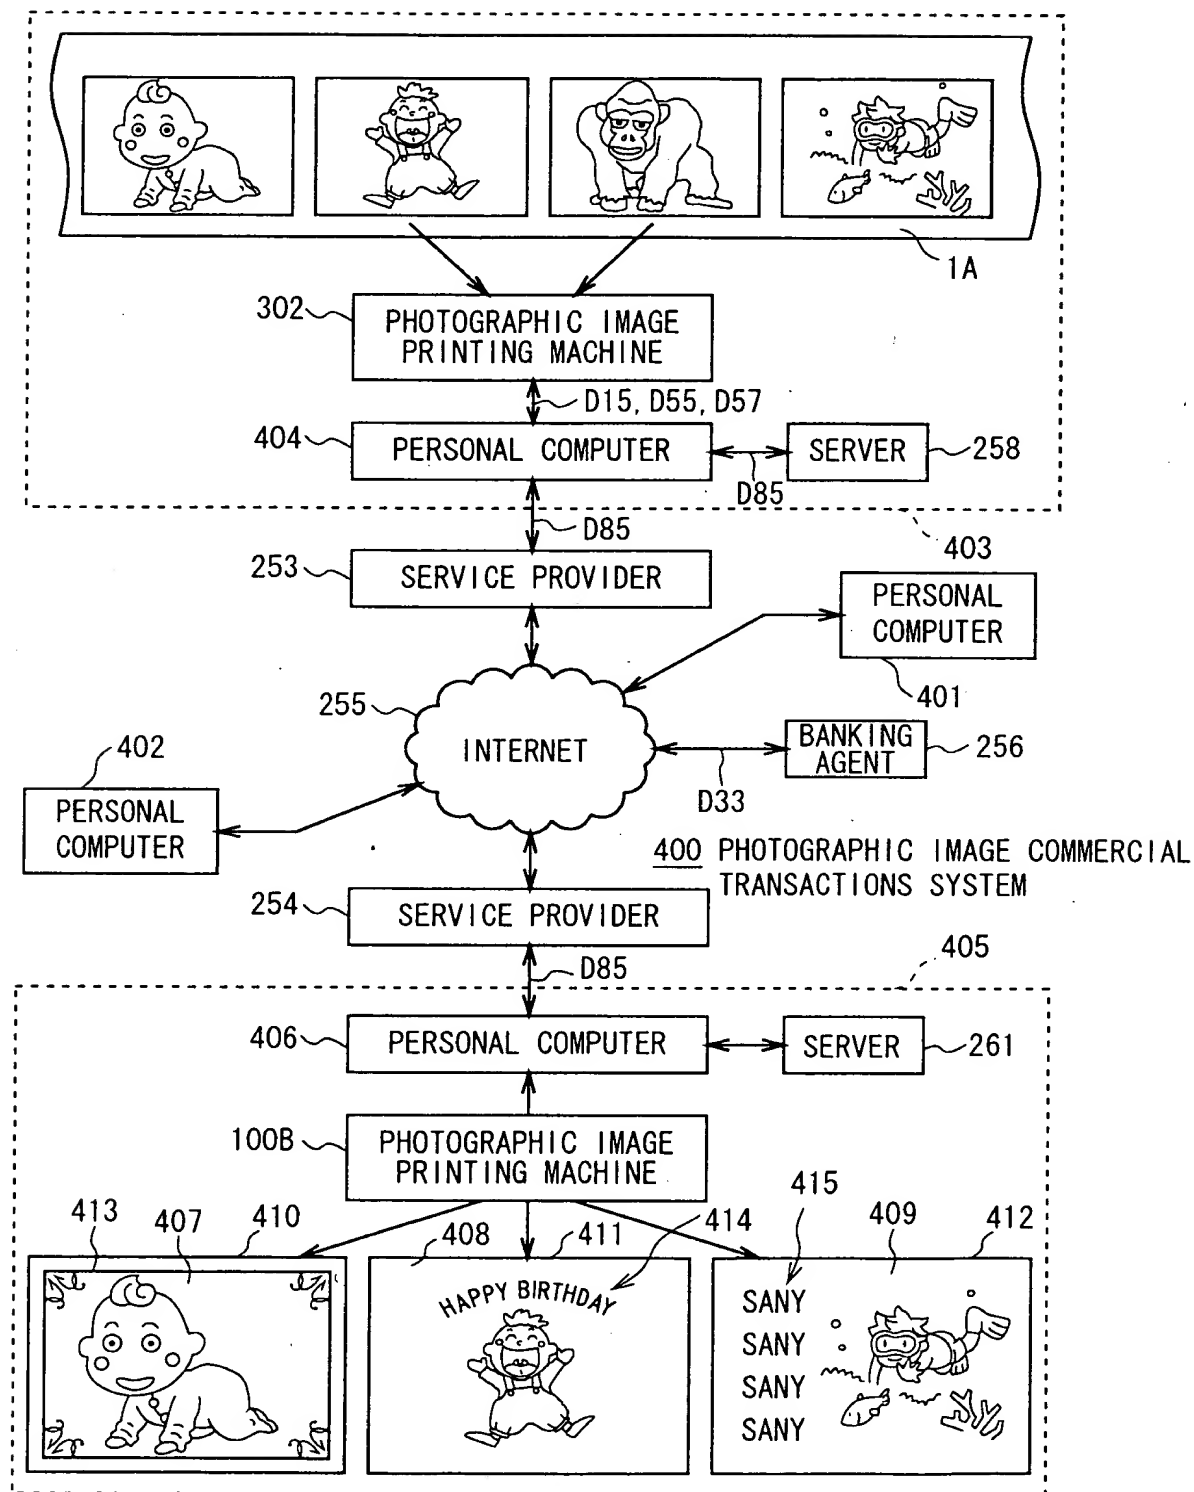 1A
302
PHOTOGRAPHIC IMAGE
PRINTING MACHINE
D15, D55, D57
404
PERSONAL COMPUTER
SERVER
258
D85
D85
403
253
SERVICE PROVIDER
PERSONAL
COMPUTER
401
255
INTERNET
BANKING
AGENT
256
D33
402
PERSONAL
COMPUTER
400 PHOTOGRAPHIC IMAGE COMMERCIAL
TRANSACTIONS SYSTEM
254
SERVICE PROVIDER
D85
405
406
PERSONAL COMPUTER
SERVER
261
100B
PHOTOGRAPHIC IMAGE
PRINTING MACHINE
413
407
410
408
411
414
415
409
412
HAPPY BIRTHDAY
SANY
SANY
SANY
SANY